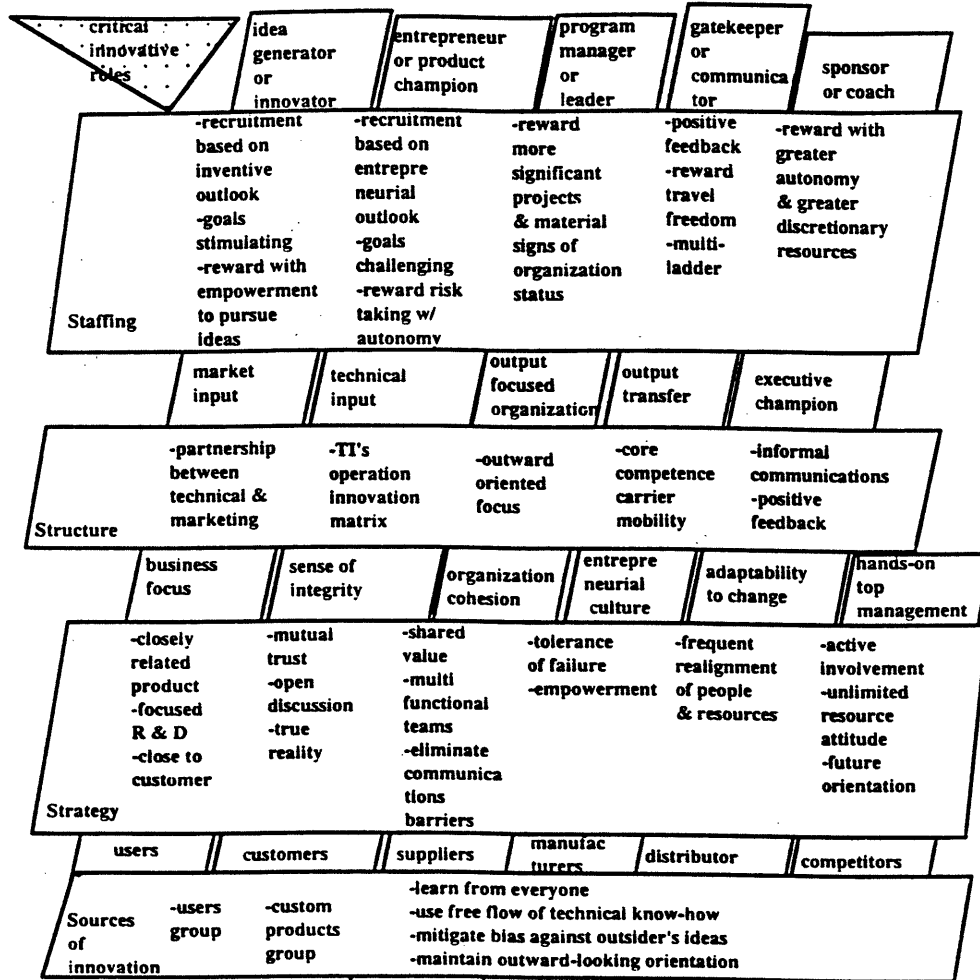 critical
innovative
roles
idea
generator
or
innovator
entrepreneur
or product
champion
program
manager
or
leader
gatekeeper
or
communica
tor
sponsor
or coach
Staffing
-recruitment
based on
inventive
outlook
-goals
stimulating
-reward with
empowerment
to pursue
ideas
-recruitment
based on
entrepre
neurial
outlook
-goals
challenging
-reward risk
taking w/
autonomy
-reward
more
significant
projects
& material
signs of
organization
status
-positive
feedback
-reward
travel
freedom
-multi-
ladder
-reward with
greater
autonomy
& greater
discretionary
resources
market
input
technical
input
output
focused
organization
output
transfer
executive
champion
Structure
-partnership
between
technical &
marketing
-TI's
operation
innovation
matrix
-outward
oriented
focus
-core
competence
carrier
mobility
-informal
communications
-positive
feedback
business
focus
sense of
integrity
organization
cohesion
entrepre
neurial
culture
adaptability
to change
hands-on
top
management
Strategy
-closely
related
product
-focused
R & D
-close to
customer
-mutual
trust
-open
discussion
-true
reality
-shared
value
-multi
functional
teams
-eliminate
communica
tions
barriers
-tolerance
of failure
-empowerment
-frequent
realignment
of people
& resources
-active
involvement
-unlimited
resource
attitude
-future
orientation
users
customers
suppliers
manufac
turers
distributor
competitors
Sources
of
innovation
-users
group
-custom
products
group
-learn from everyone
-use free flow of technical know-how
-mitigate bias against outsider's ideas
-maintain outward-looking orientation